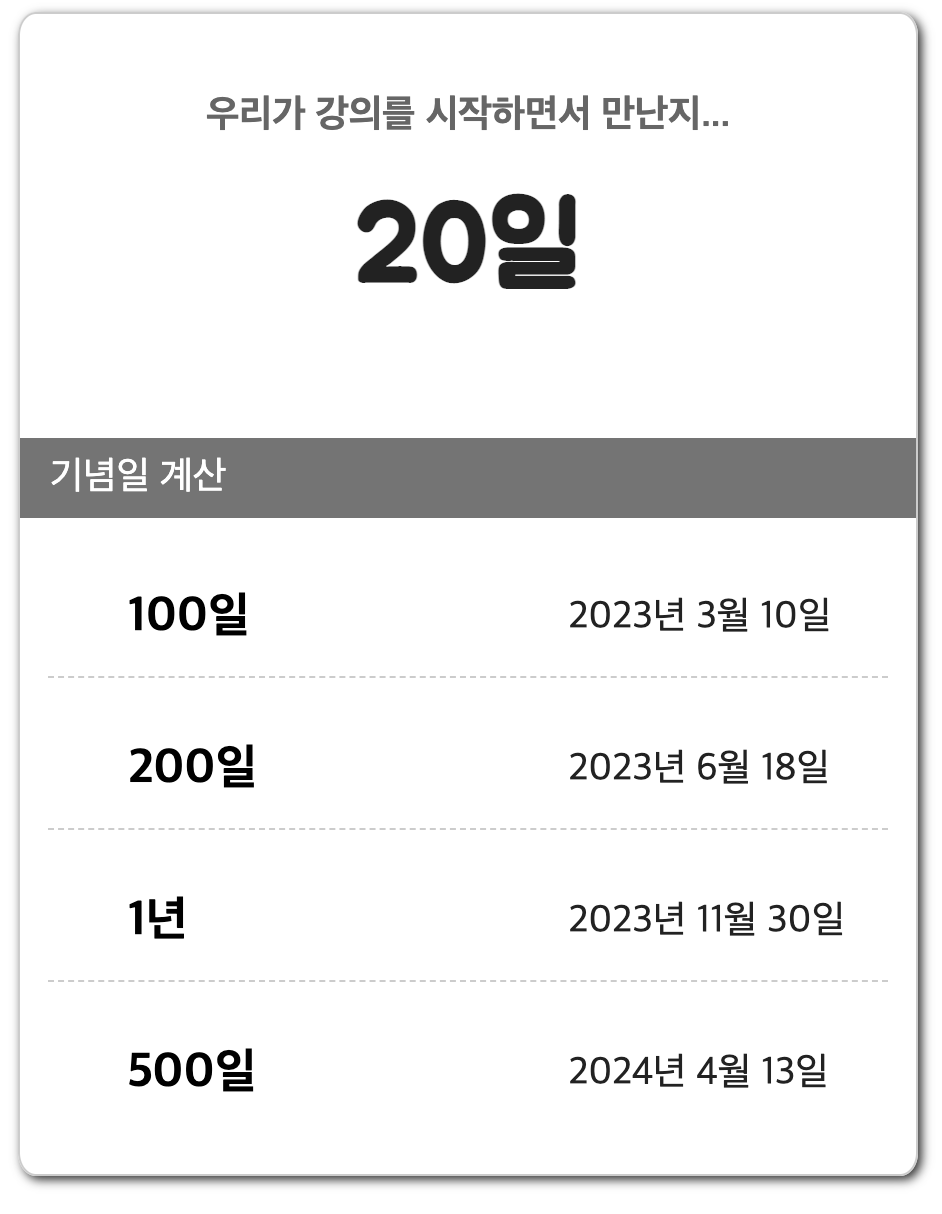 우리가 강의를 시작하면서 만난지...
20일
기념일 계산
100일 2023년 3월 10일
200일 2023년 6월 18일
1년 2023년 11월 30일
500일 2024년 4월 13일